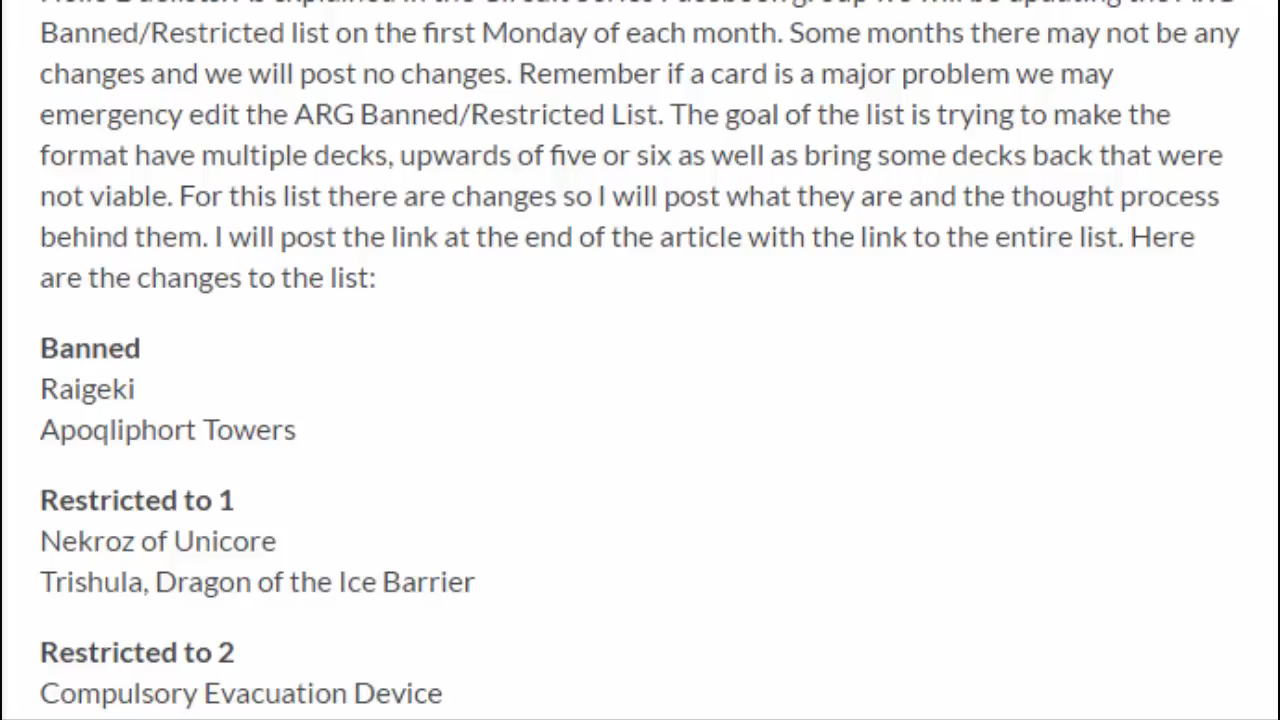 Banned/Restricted list on the first Monday of each month. Some months there may not be any
changes and we will post no changes. Remember if a card is a major problem we may
emergency edit the ARG Banned/Restricted List. The goal of the list is trying to make the
format have multiple decks, upwards of five or six as well as bring some decks back that were
not viable. For this list there are changes so I will post what they are and the thought process
behind them. I will post the link at the end of the article with the link to the entire list. Here
are the changes to the list:
Banned
Raigeki
Apoqliphort Towers
Restricted to 1
Nekroz of Unicore
Trishula, Dragon of the Ice Barrier
Restricted to 2
Compulsory Evacuation Device